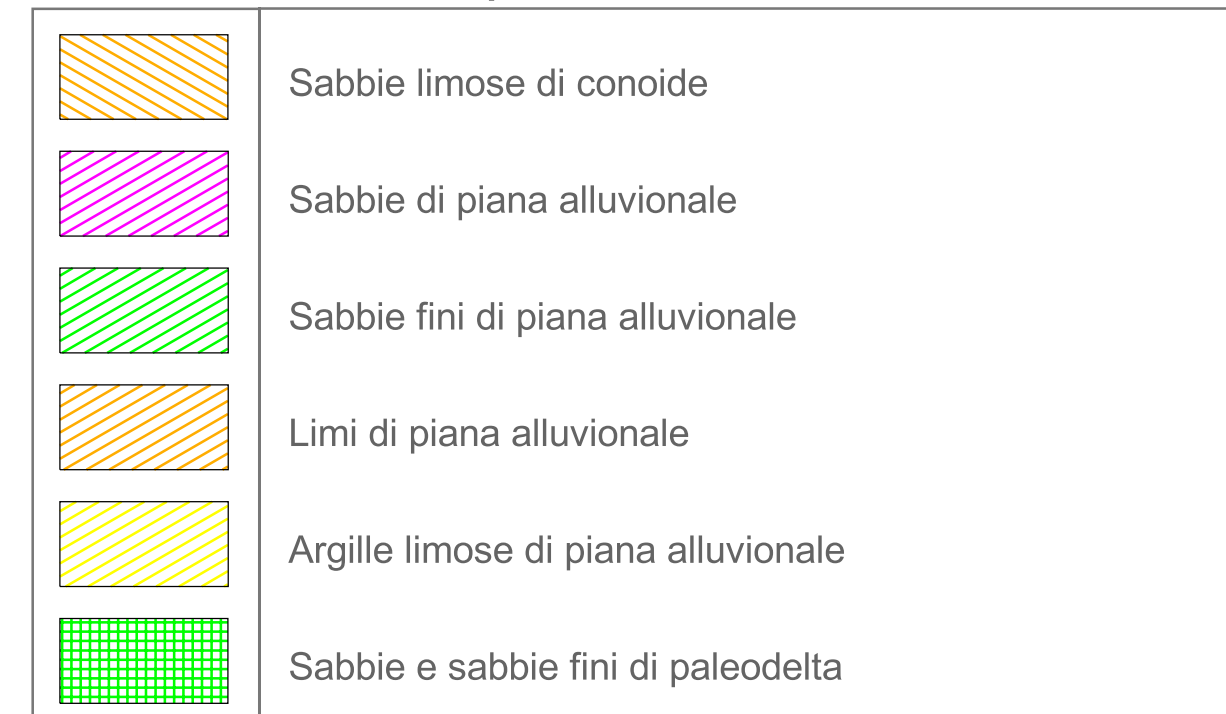 Sabbie limose di conoide
Sabbie di piana alluvionale
Sabbie fini di piana alluvionale
Limi di piana alluvionale
Argille limose di piana alluvionale
Sabbie e sabbie fini di paleodelta